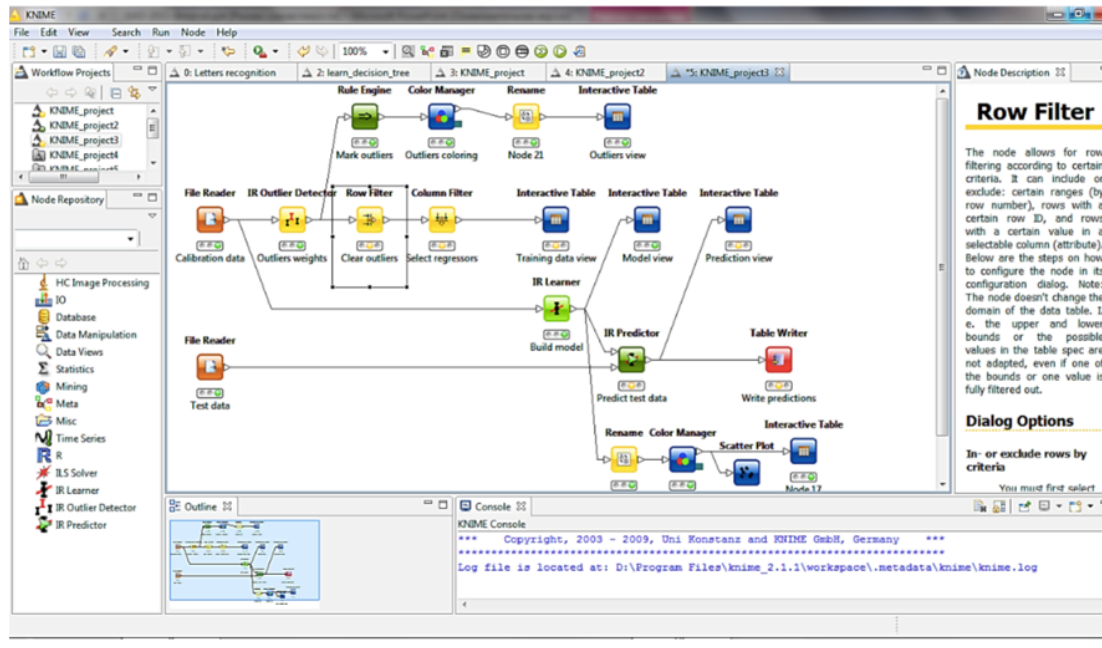 KNIME
File Edit View Search Run Node Help
100%
Workflow Projects
KNIME_project
KNIME_project2
KNIME_project3
KNIME_project4
Node Repository
HC Image Processing
IO
Database
Data Manipulation
Data Views
Statistics
Mining
Meta
Misc
Time Series
R
ILS Solver
IR Learner
IR Outlier Detector
IR Predictor
0: Letters recognition
2: learn_decision_tree
3: KNIME_project
4: KNIME_project2
*5: KNIME_project3
Rule Engine Color Manager Rename Interactive Table
Mark outliers Outliers coloring Node 21 Outliers view
File Reader IR Outlier Detector Row Filter Column Filter Interactive Table Interactive Table Interactive Table
Calibration data Outliers weights Clear outliers Select regressors Training data view Model view Prediction view
IR Learner
Build model
File Reader IR Predictor Table Writer
Test data Predict test data Write predictions
Rename Color Manager Interactive Table
Scatter Plot
Node 17
Node Description
Row Filter
The node allows for row
filtering according to certain
criteria. It can include or
exclude: certain ranges (by
row number), rows with a
certain row ID, and rows
with a certain value in a
selectable column (attribute).
Below are the steps on how
to configure the node in its
configuration dialog. Note:
The node doesn't change the
domain of the data table. I.
e. the upper and lower
bounds or the possible
values in the table spec are
not adapted, even if one of
the bounds or one value is
fully filtered out.
Dialog Options
In- or exclude rows by
criteria
You must first select
Outline
Console
KNIME Console
*** Copyright, 2003 - 2009, Uni Konstanz and KNIME GmbH, Germany ***
Log file is located at: D:\Program Files\knime_2.1.1\workspace\.metadata\knime\knime.log